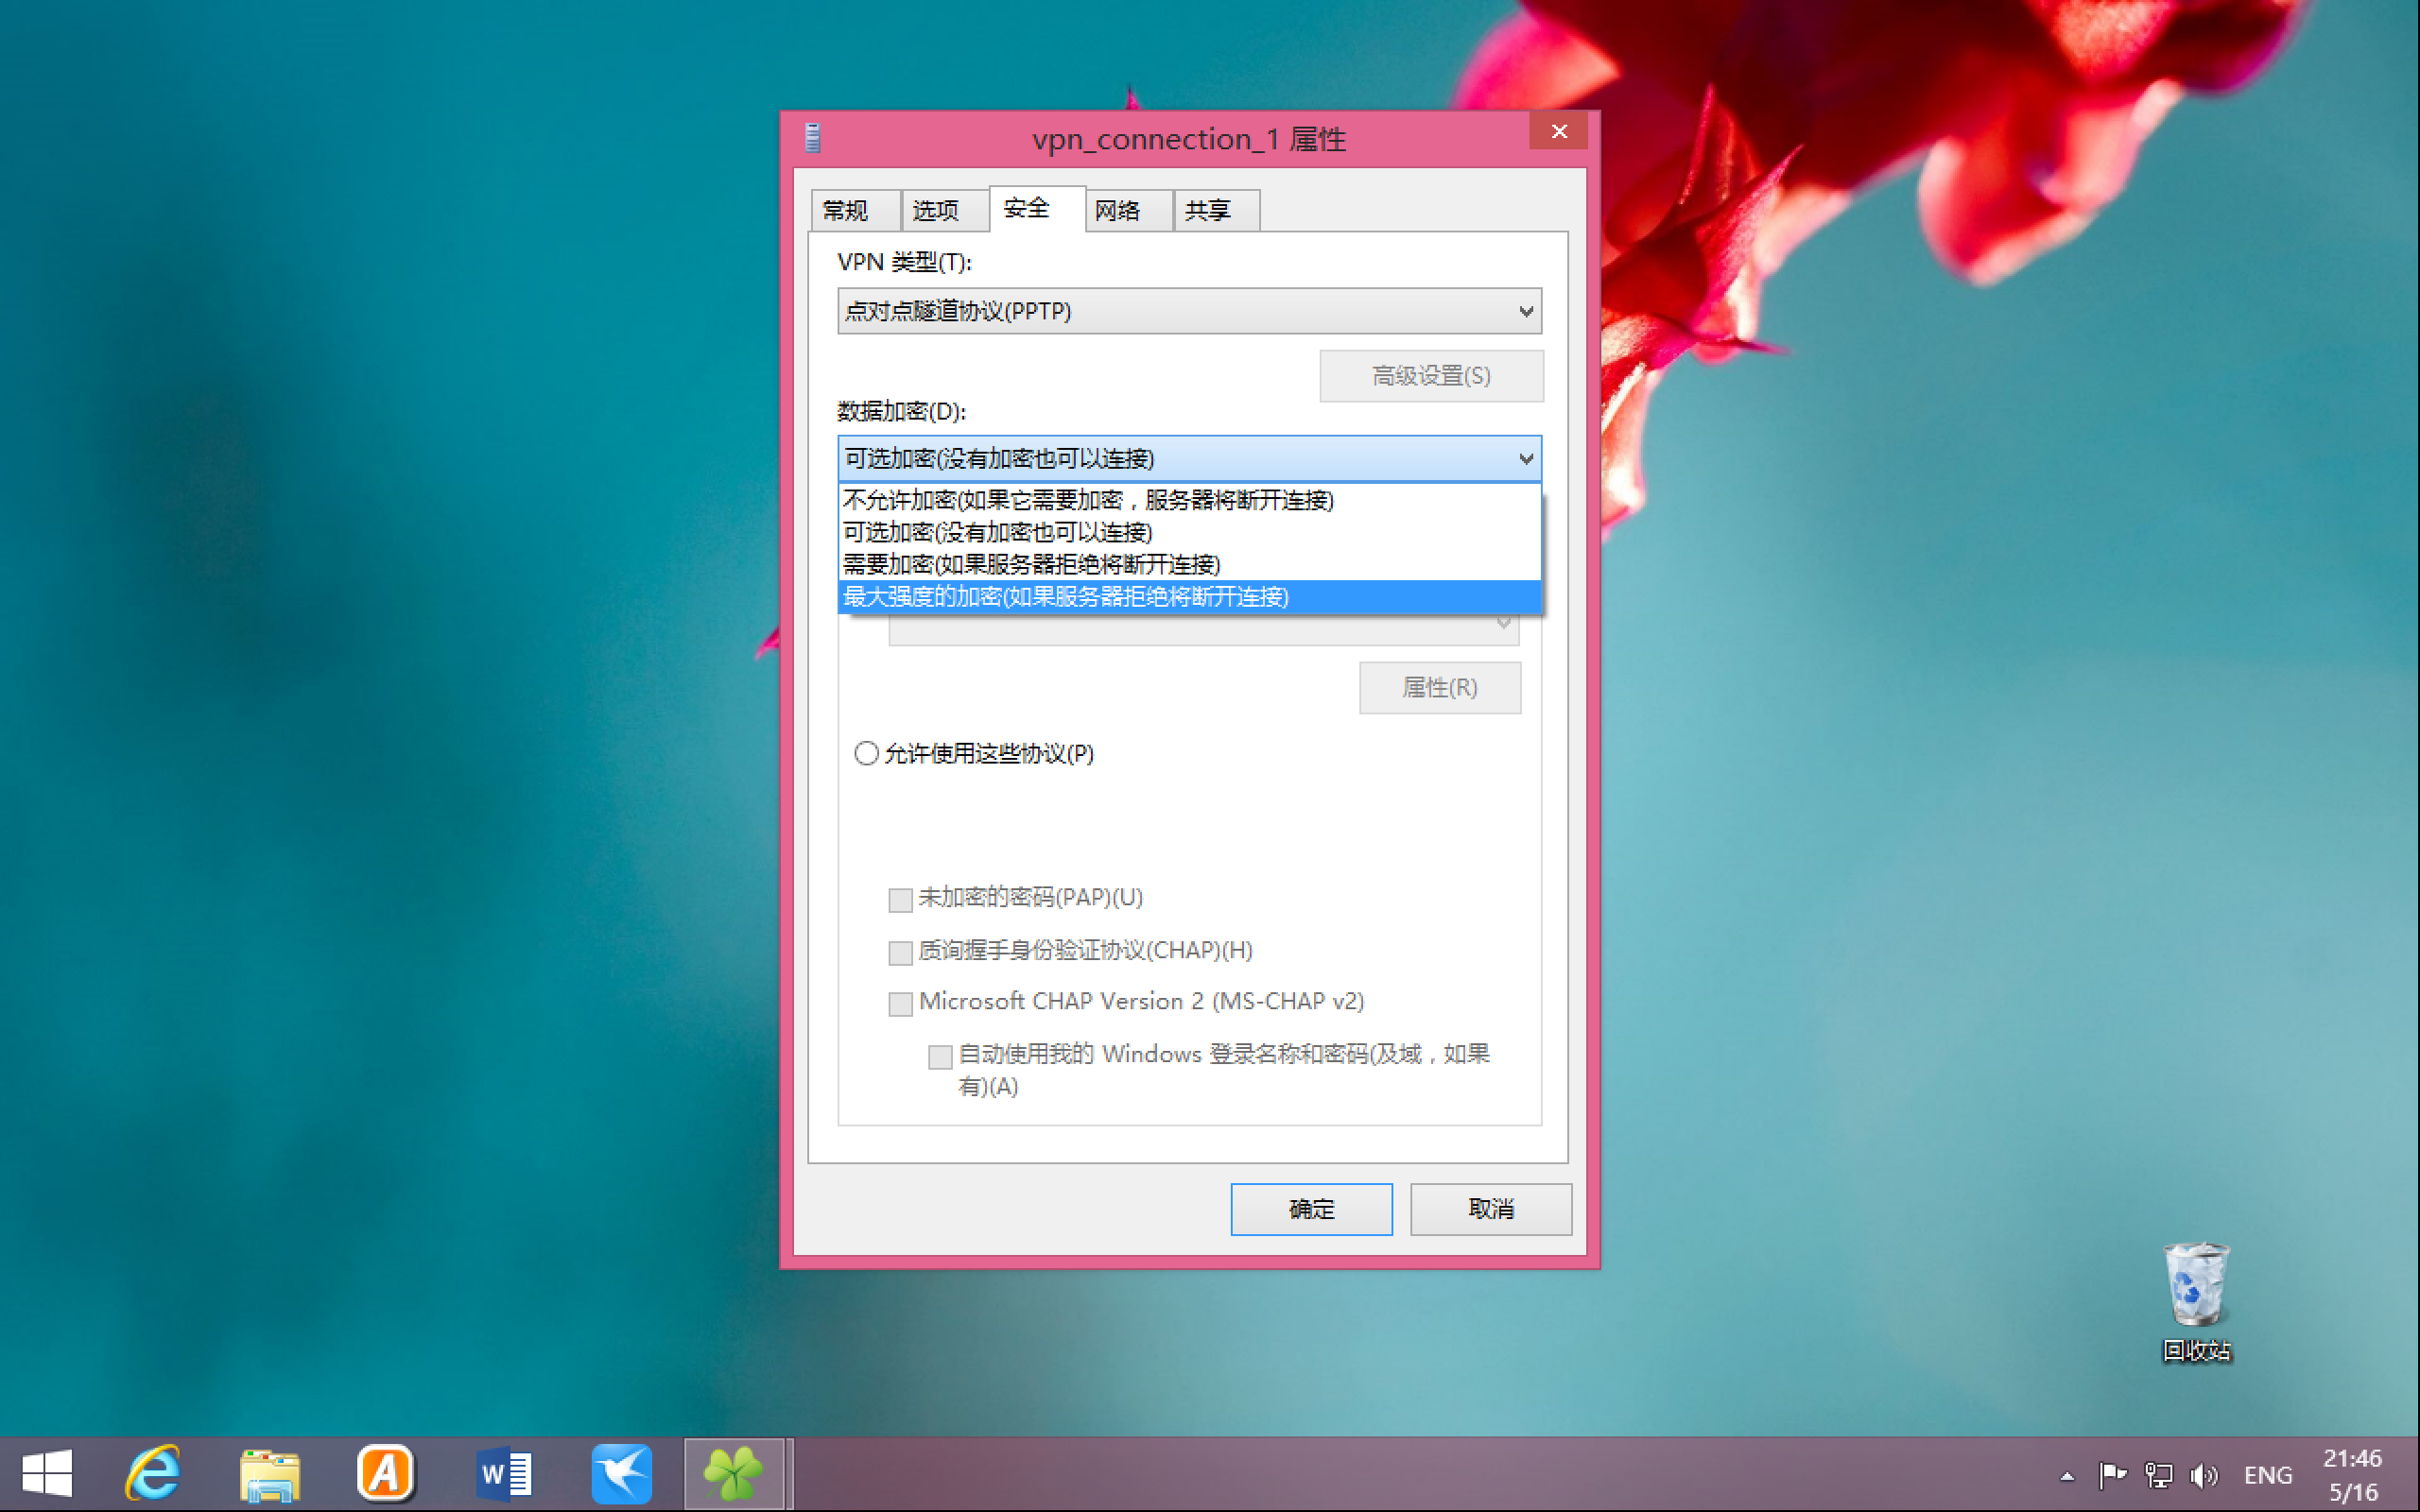 vpn_connection_1 属性
常规 选项 安全 网络 共享
VPN 类型(T):
点对点隧道协议(PPTP)
高级设置(S)
数据加密(D):
可选加密(没有加密也可以连接)
不允许加密(如果它需要加密，服务器将断开连接)
可选加密(没有加密也可以连接)
需要加密(如果服务器拒绝将断开连接)
最大强度的加密(如果服务器拒绝将断开连接)
属性(R)
允许使用这些协议(P)
未加密的密码(PAP)(U)
质询握手身份验证协议(CHAP)(H)
Microsoft CHAP Version 2 (MS-CHAP v2)
自动使用我的 Windows 登录名称和密码(及域，如果
有)(A)
确定 取消
回收站
ENG
21:46
5/16